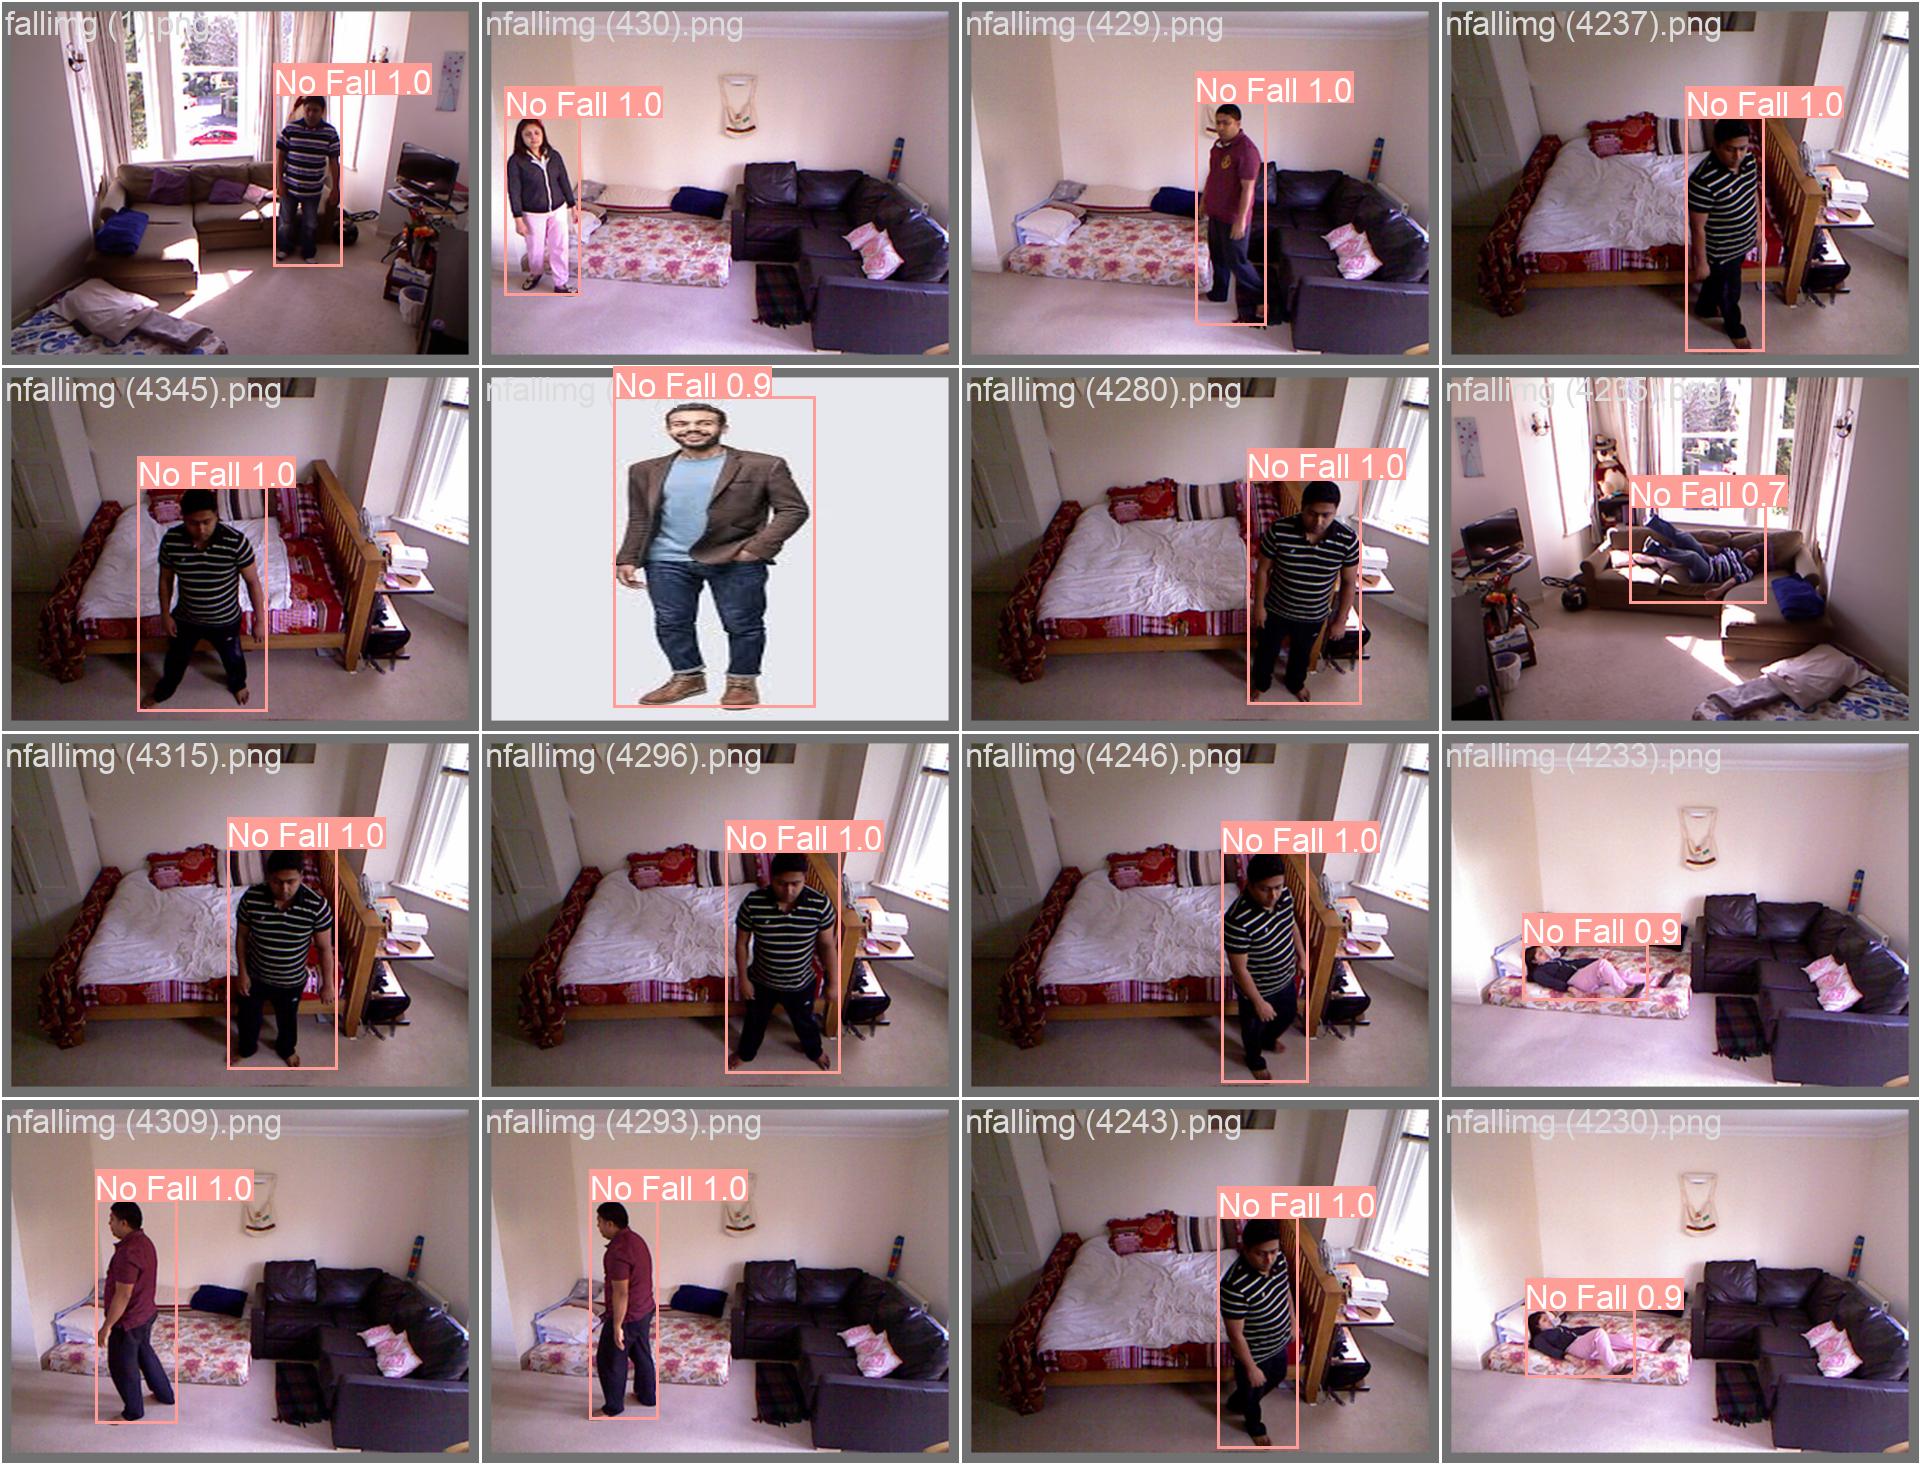 fallimg (1).png
No Fall 1.0
nfallimg (430).png
No Fall 1.0
nfallimg (429).png
No Fall 1.0
nfallimg (4237).png
No Fall 1.0
nfallimg (4345).png
No Fall 1.0
nfallimg
No Fall 0.9
nfallimg (4280).png
No Fall 1.0
nfallimg
No Fall 0.7
nfallimg (4315).png
No Fall 1.0
nfallimg (4296).png
No Fall 1.0
nfallimg (4246).png
No Fall 1.0
nfallimg (4233).png
No Fall 0.9
nfallimg (4309).png
No Fall 1.0
nfallimg (4293).png
No Fall 1.0
nfallimg (4243).png
No Fall 1.0
nfallimg (4230).png
No Fall 0.9